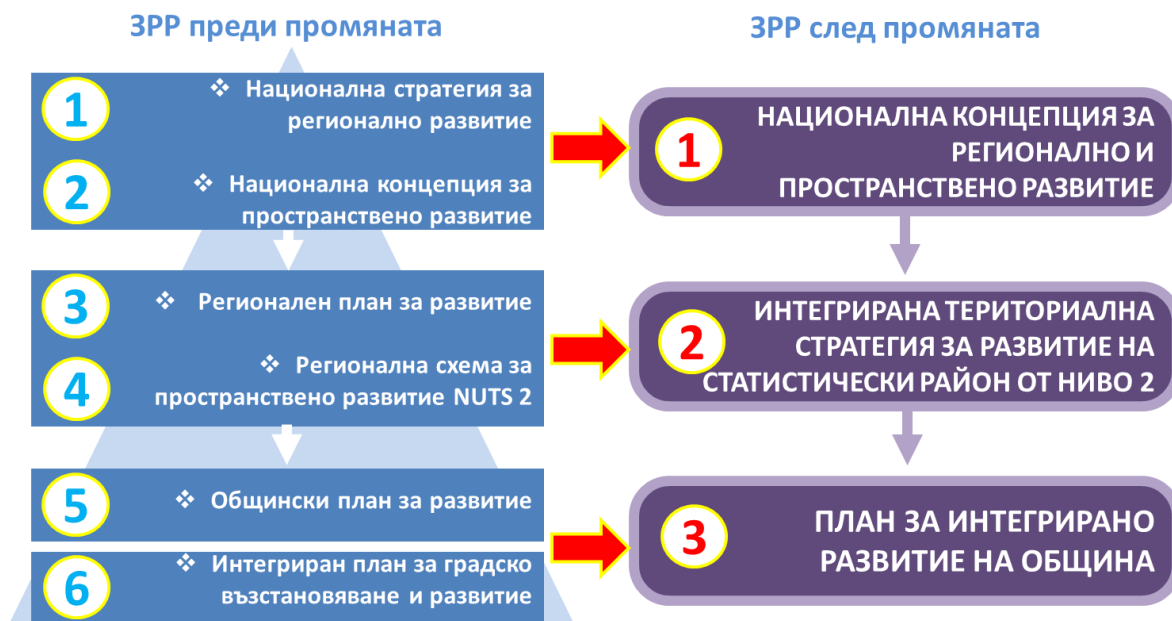 ЗРР преди промяната
1
❖ Национална стратегия за
регионално развитие
2
❖ Национална концепция за
пространствено развитие
3
❖ Регионален план за развитие
4
❖ Регионална схема за
пространствено развитие NUTS 2
5
❖ Общински план за развитие
6
❖ Интегриран план за градско
възстановяване и развитие
ЗРР след промяната
1
НАЦИОНАЛНА КОНЦЕПЦИЯ ЗА
РЕГИОНАЛНО И
ПРОСТРАНСТВЕНО РАЗВИТИЕ
2
ИНТЕГРИРАНА ТЕРИТОРИАЛНА
СТРАТЕГИЯ ЗА РАЗВИТИЕ НА
СТАТИСТИЧЕСКИ РАЙОН ОТ НИВО 2
3
ПЛАН ЗА ИНТЕГРИРАНО
РАЗВИТИЕ НА ОБЩИНА